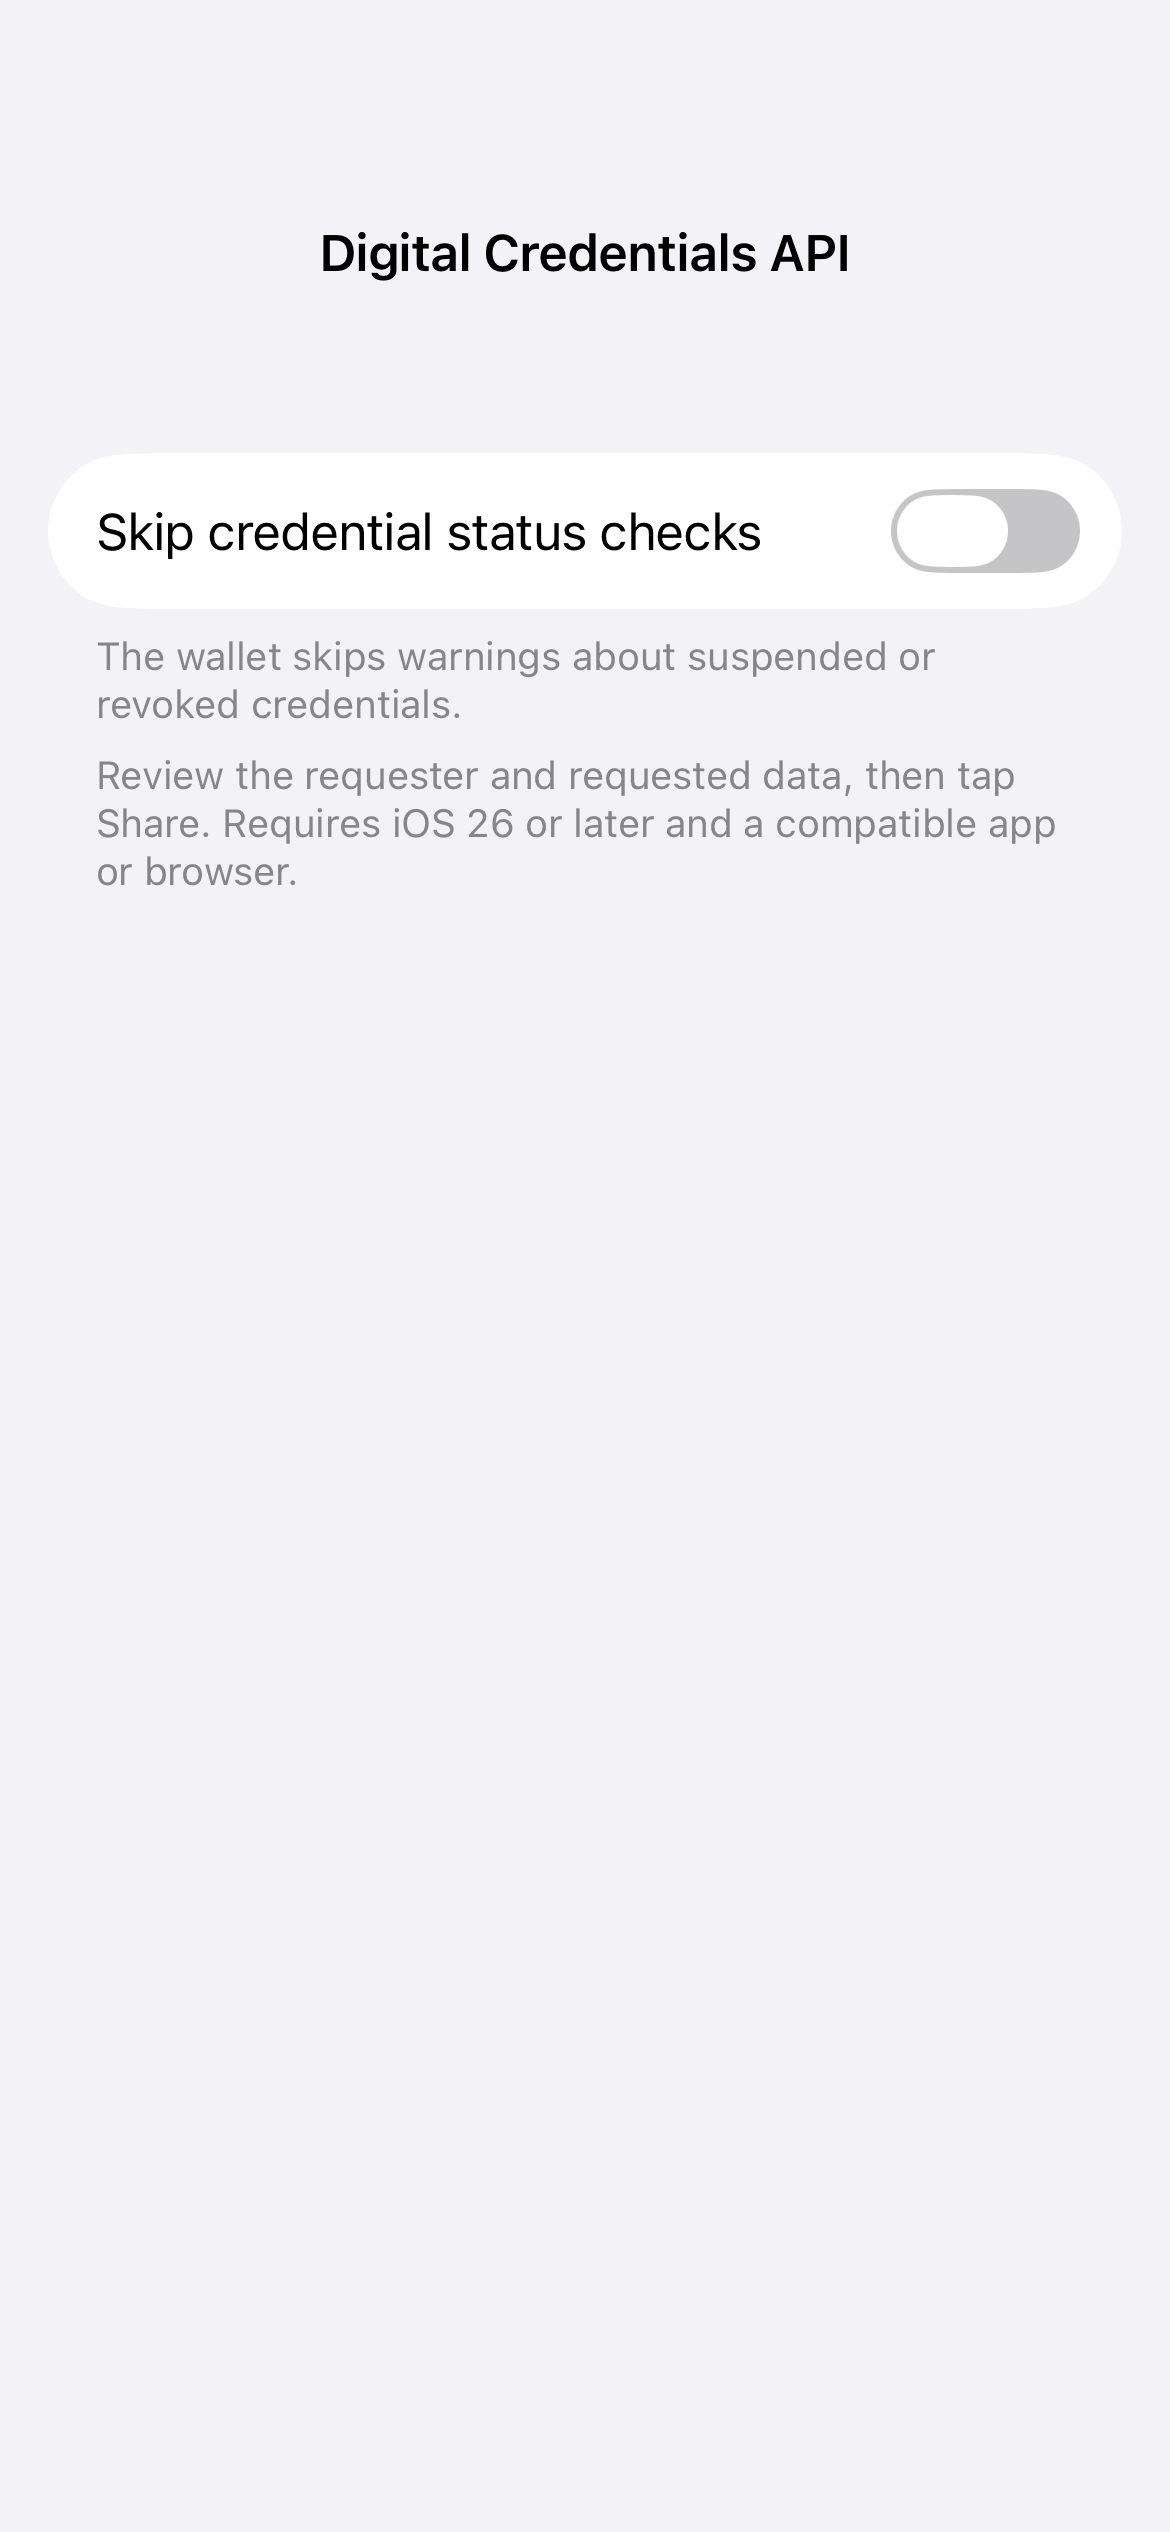 Digital Credentials API
Skip credential status checks
The wallet skips warnings about suspended or
revoked credentials.
Review the requester and requested data, then tap
Share. Requires iOS 26 or later and a compatible app
or browser.